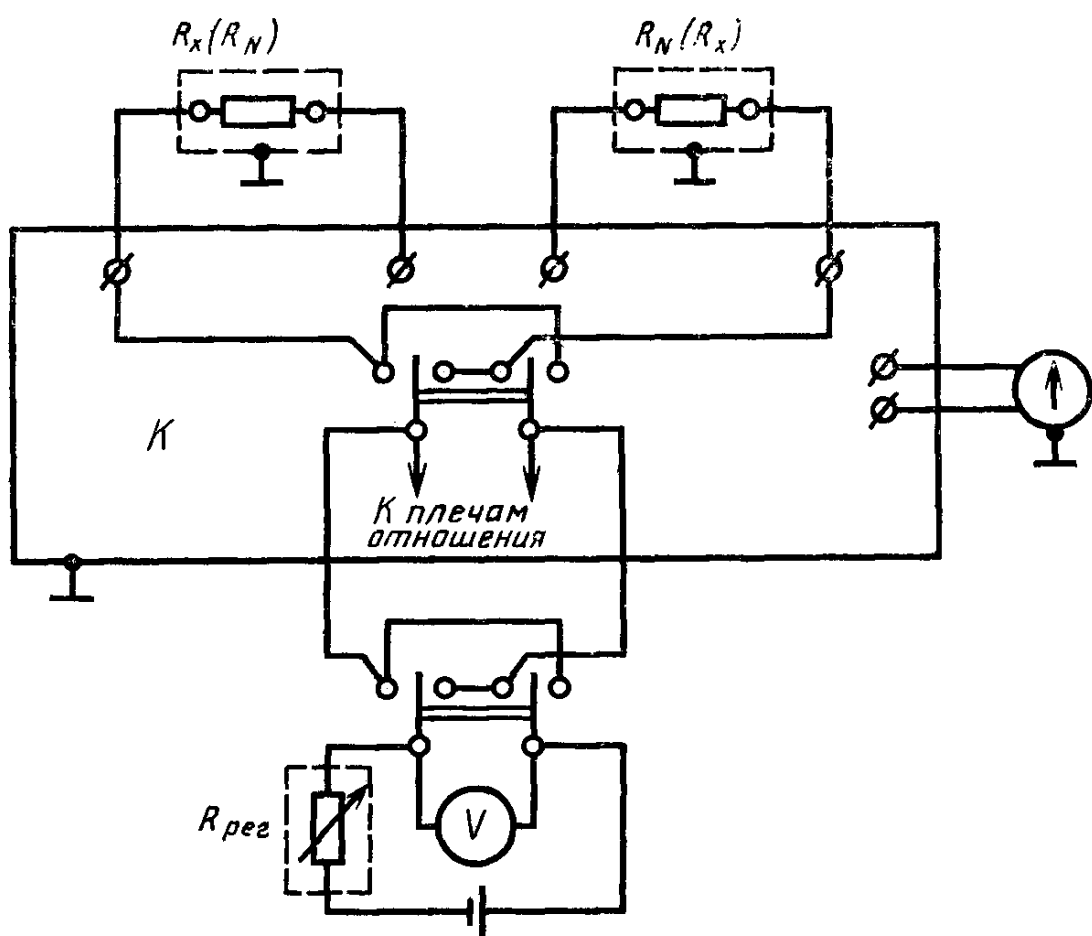 Rx(RN)
RN(Rx)
К
К плечам
отношения
Rрег
V